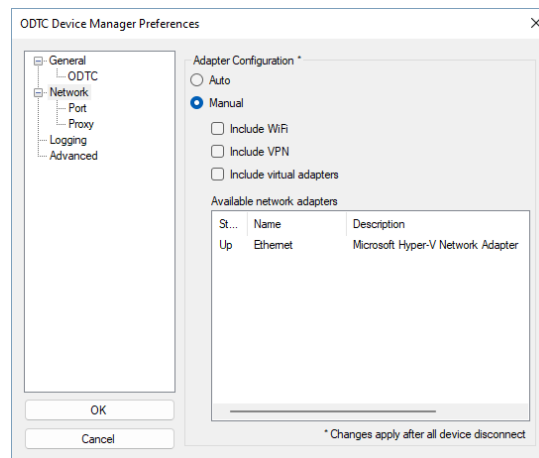 ODTC Device Manager Preferences
General
ODTC
Network
Port
Proxy
Logging
Advanced
OK
Cancel
Adapter Configuration *
Auto
Manual
Include WiFi
Include VPN
Include virtual adapters
Available network adapters
St... Name Description
Up Ethernet Microsoft Hyper-V Network Adapter
* Changes apply after all device disconnect